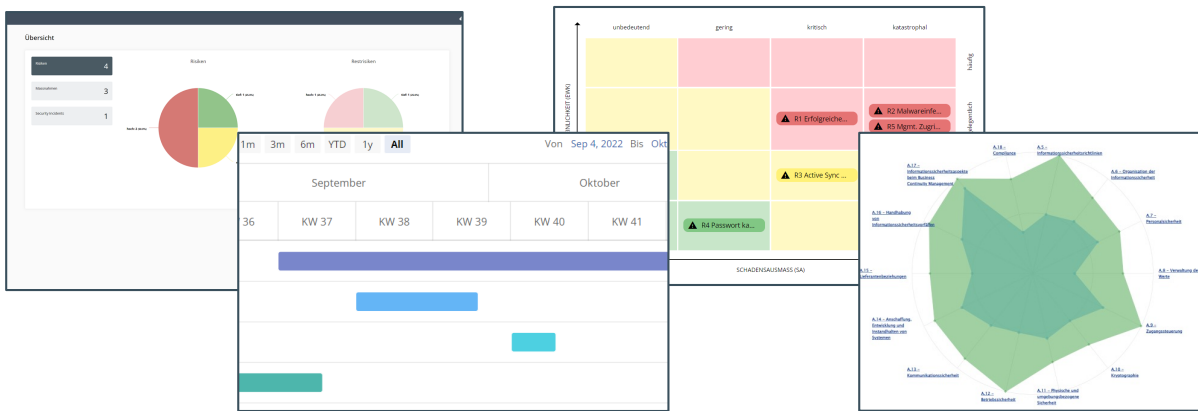 Übersicht
Risiken
4
Massnahmen
3
Security Incidents
1
Risiken
Restrisiken
1m 3m 6m YTD 1y All
Von Sep 4, 2022 Bis Okt
September
Oktober
36
KW 37
KW 38
KW 39
KW 40
KW 41
unbedeutend
gering
kritisch
katastrophal
häufig
gelegentlich
NLICHKEIT (EWK)
R1 Erfolgreiche...
R2 Malwareinfe...
R5 Mgmt. Zugri...
R3 Active Sync ...
R4 Passwort ka...
SCHADENSAUSMASS (SA)
A.18 –
Compliance
A.5 –
Informationssicherheitsrichtlinien
A.6 – Organisation der
Informationssicherheit
A.7 –
Personalsicherheit
A.8 – Verwaltung der
Werte
A.9 –
Zugangssteuerung
A.10 –
Kryptographie
A.11 – Physische und
umgebungsbezogene
Sicherheit
A.12 –
Betriebssicherheit
A.13 –
Kommunikationssicherheit
A.14 – Anschaffung,
Entwicklung und
Instandhalten von
Systemen
A.15 –
Lieferantenbeziehungen
A.16 – Handhabung
von
Informationssicherheitsvorfällen
A.17 –
Informationssicherheitsaspekte
beim Business
Continuity Management